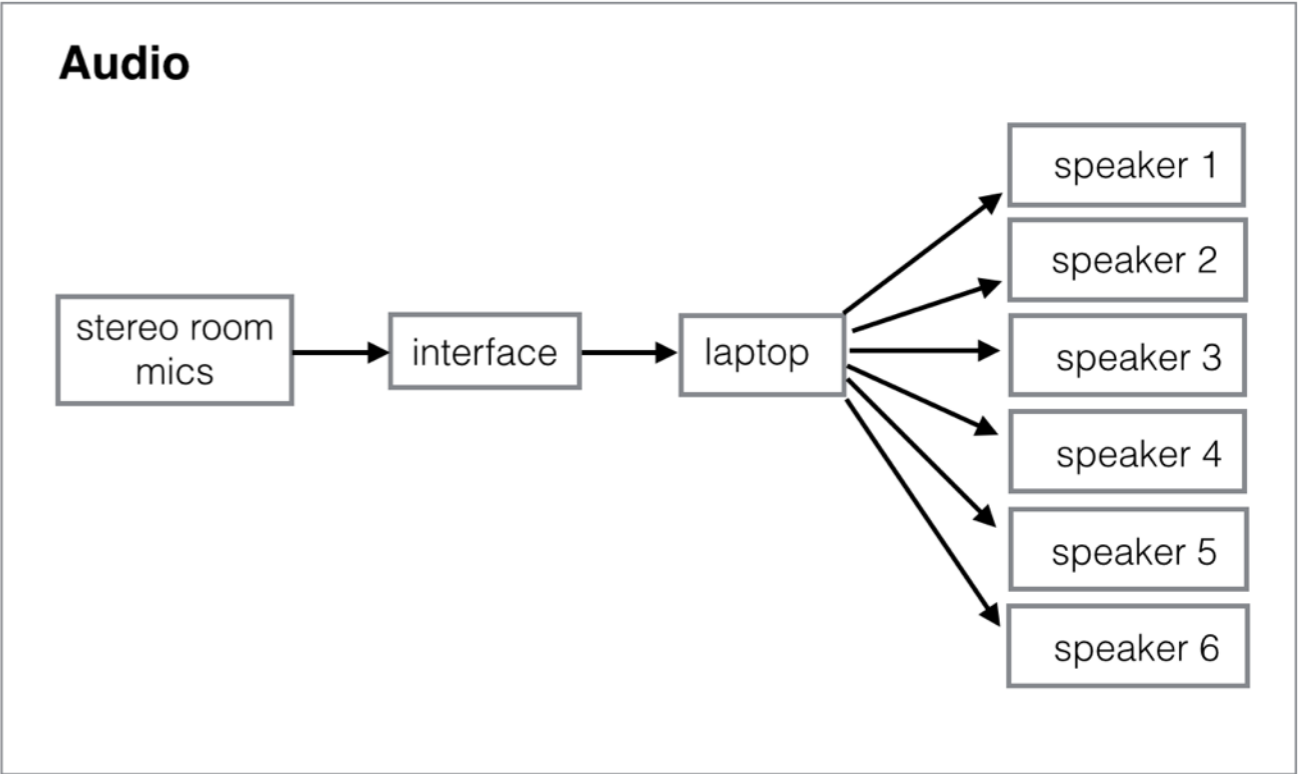 Audio
stereo room
mics
interface
laptop
speaker 1
speaker 2
speaker 3
speaker 4
speaker 5
speaker 6